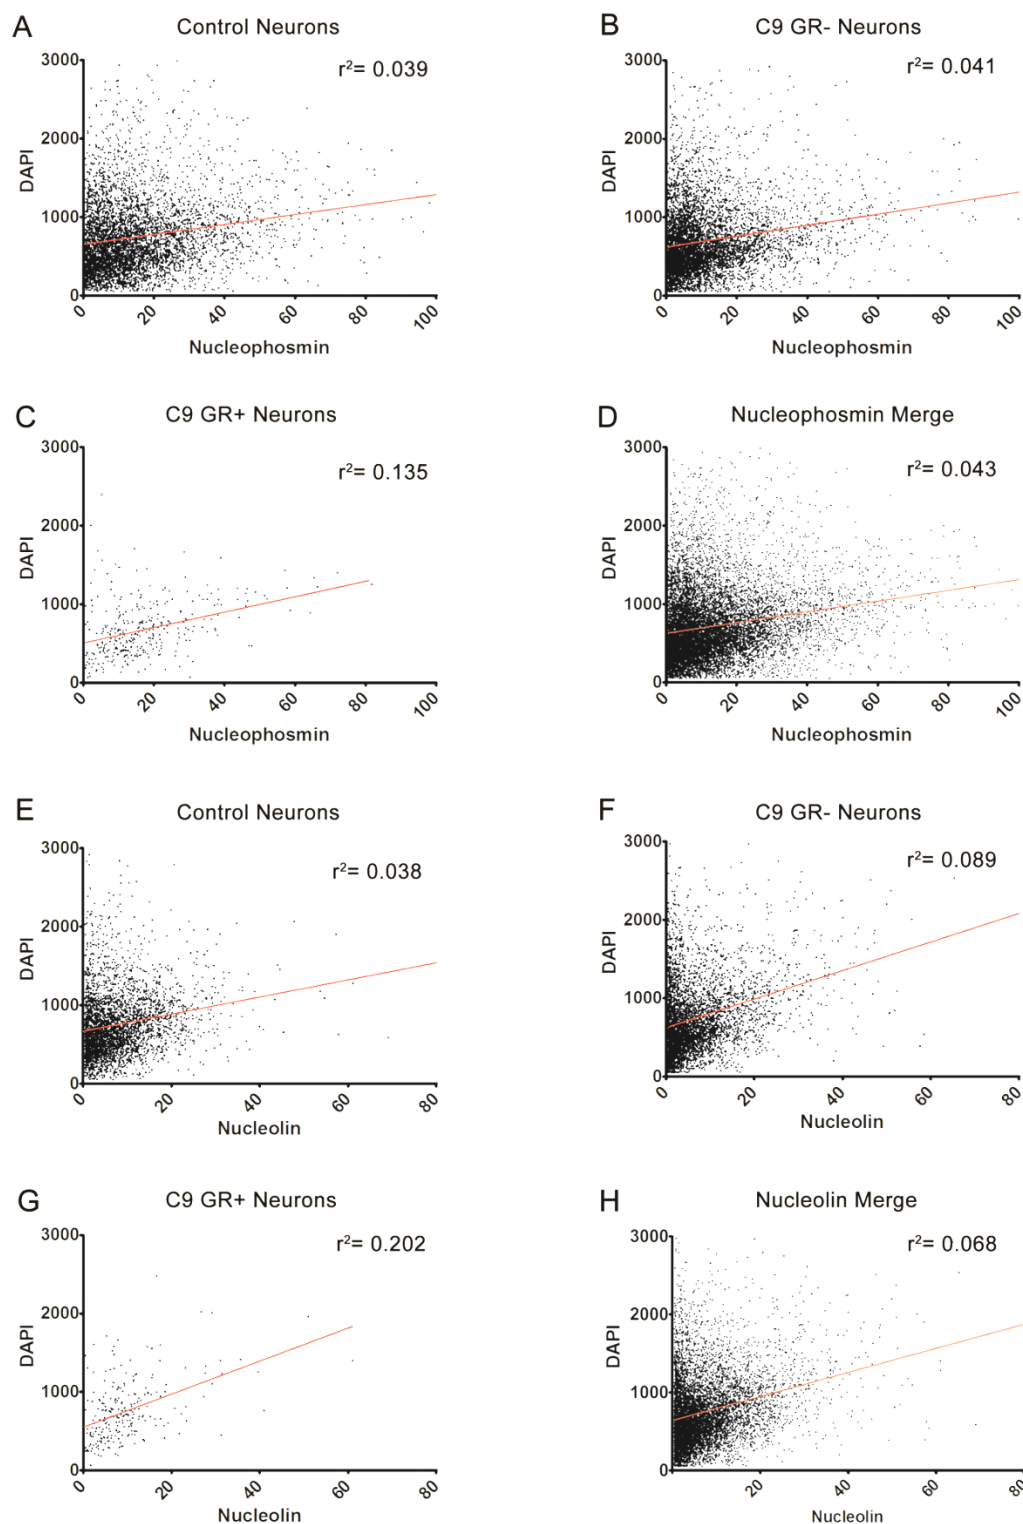 A
Control Neurons
r²= 0.039
3000
2000
1000
0
DAPI
0 20 40 60 80 100
Nucleophosmin
B
C9 GR- Neurons
r²= 0.041
3000
2000
1000
0
DAPI
0 20 40 60 80 100
Nucleophosmin
C
C9 GR+ Neurons
r²= 0.135
3000
2000
1000
0
DAPI
0 20 40 60 80 100
Nucleophosmin
D
Nucleophosmin Merge
r²= 0.043
3000
2000
1000
0
DAPI
0 20 40 60 80 100
Nucleophosmin
E
Control Neurons
r²= 0.038
3000
2000
1000
0
DAPI
0 20 40 60 80
Nucleolin
F
C9 GR- Neurons
r²= 0.089
3000
2000
1000
0
DAPI
0 20 40 60 80
Nucleolin
G
C9 GR+ Neurons
r²= 0.202
3000
2000
1000
0
DAPI
0 20 40 60 80
Nucleolin
H
Nucleolin Merge
r²= 0.068
3000
2000
1000
0
DAPI
0 20 40 60 80
Nucleolin